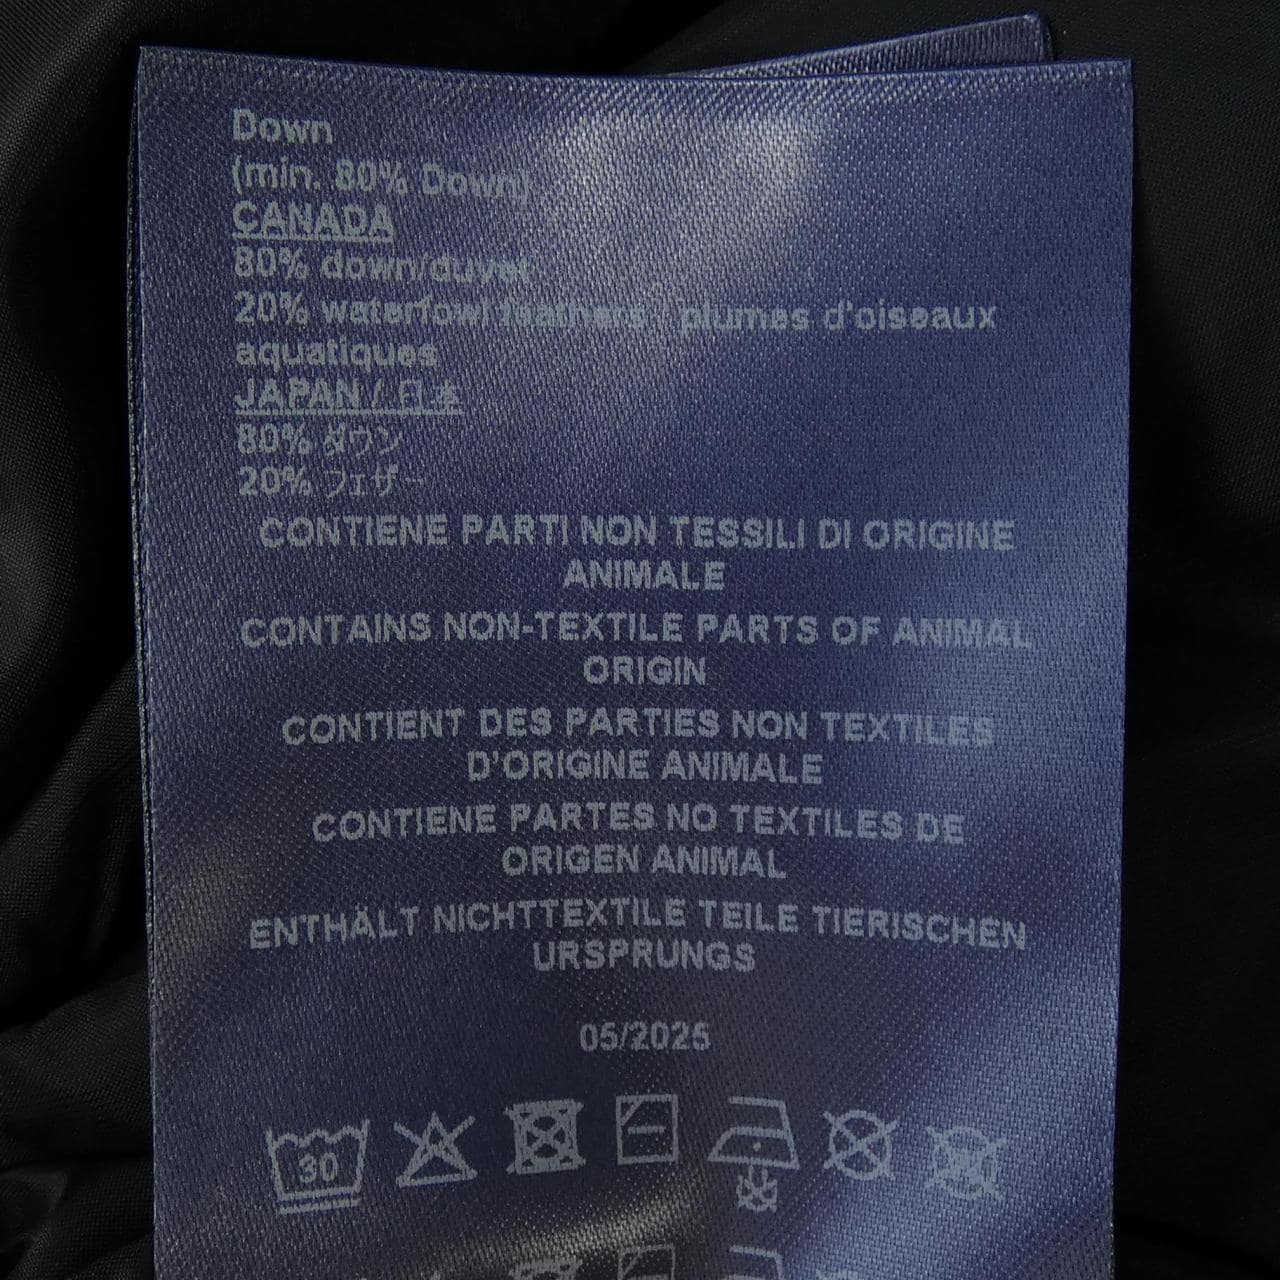 Down
(min. 80% Down)
CANADA
80% down/duvet
20% waterfowl feathers / plumes d'oiseaux
aquatiques
JAPAN / 日本
80% ダウン
20% フェザー
CONTIENE PARTI NON TESSILI DI ORIGINE
ANIMALE
CONTAINS NON-TEXTILE PARTS OF ANIMAL
ORIGIN
CONTIENT DES PARTIES NON TEXTILES
D'ORIGINE ANIMALE
CONTIENE PARTES NO TEXTILES DE
ORIGEN ANIMAL
ENTHÄLT NICHTTEXTILE TEILE TIERISCHEN
URSPRUNGS
05/2025
30